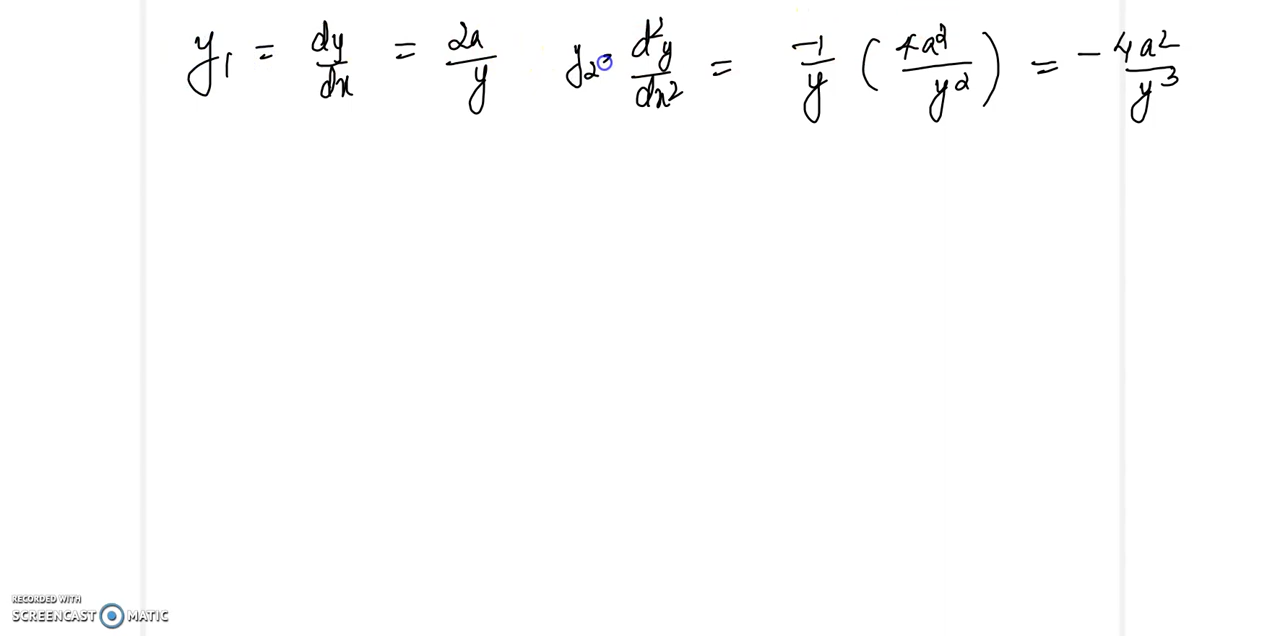 y₁ = dy/dx = 2a/y y₂ = d²y/dx² = -1/y (4a²/y²) = -4a²/y³
RECORDED WITH
SCREENCAST MATIC